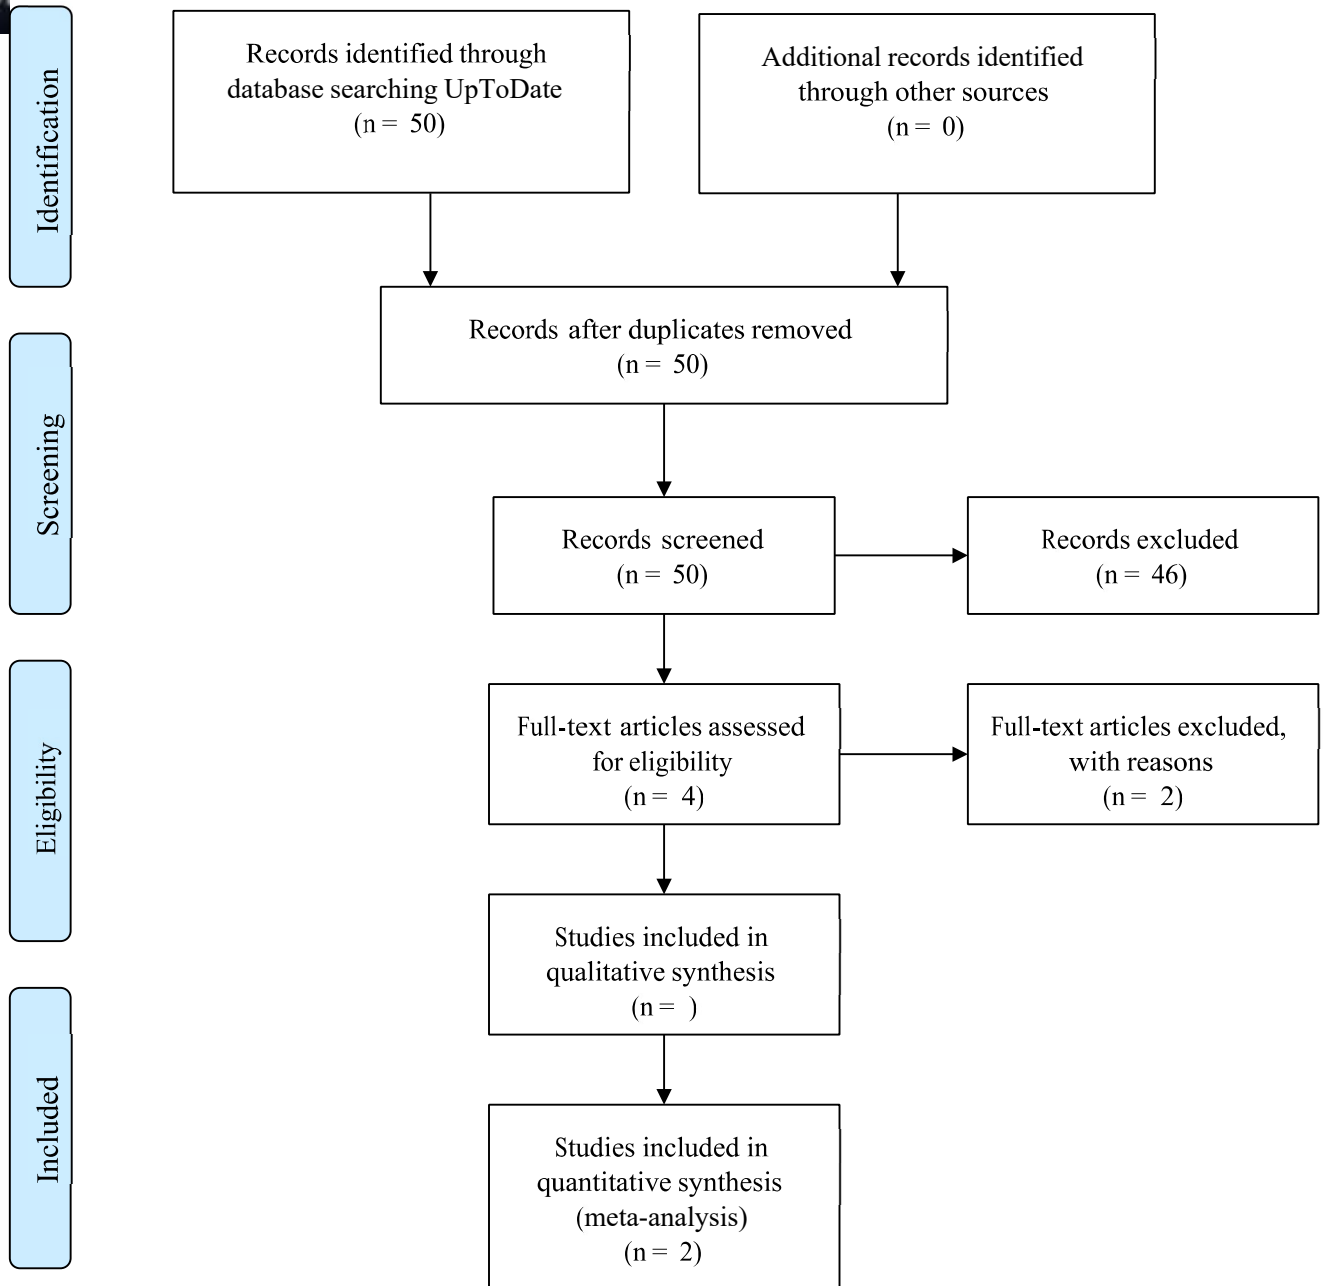 Identification
Records identified through
database searching UpToDate
(n = 50)
Additional records identified
through other sources
(n = 0)
Records after duplicates removed
(n = 50)
Screening
Records screened
(n = 50)
Records excluded
(n = 46)
Eligibility
Full-text articles assessed
for eligibility
(n = 4)
Full-text articles excluded,
with reasons
(n = 2)
Studies included in
qualitative synthesis
(n = )
Included
Studies included in
quantitative synthesis
(meta-analysis)
(n = 2)